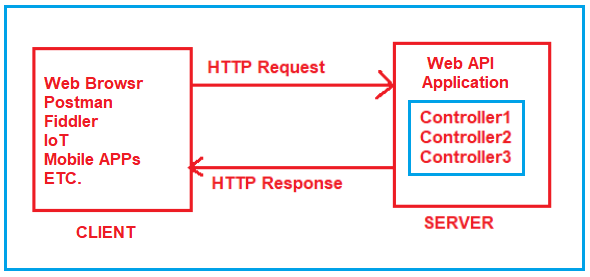 Web Browsr
Postman
Fiddler
IoT
Mobile APPs
ETC.
CLIENT
HTTP Request
HTTP Response
Web API
Application
Controller1
Controller2
Controller3
SERVER